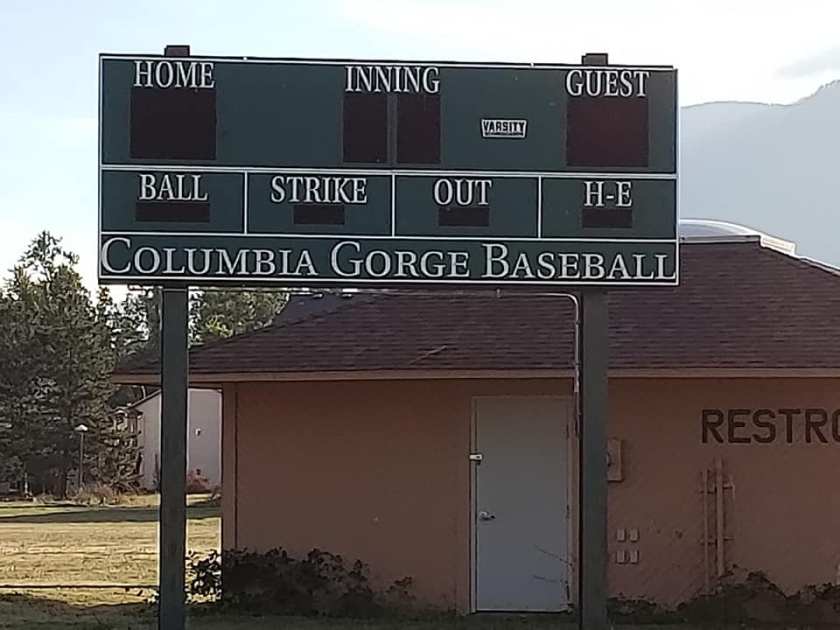 HOME INNING GUEST
VARSITY
BALL STRIKE OUT H-E
COLUMBIA GORGE BASEBALL
RESTRO